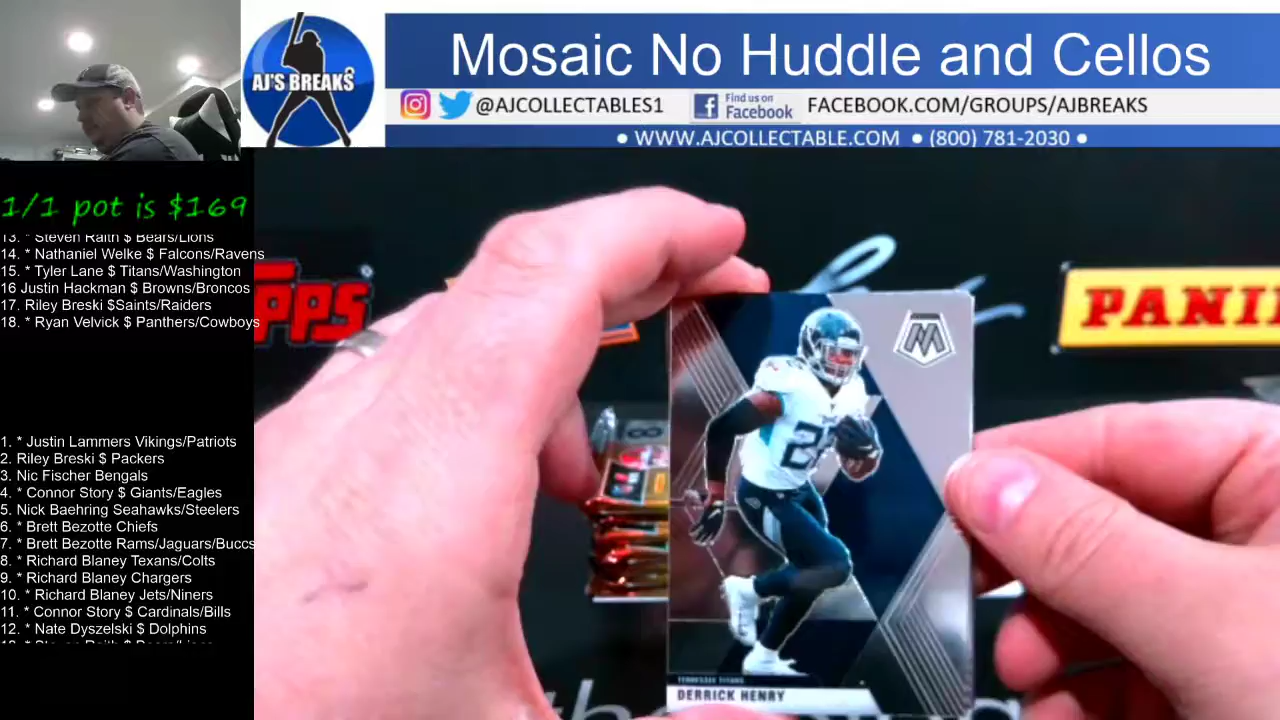 AJ'S BREAKS
Mosaic No Huddle and Cellos
@AJCOLLECTABLES1 Find us on Facebook FACEBOOK.COM/GROUPS/AJBREAKS
• WWW.AJCOLLECTABLE.COM • (800) 781-2030 •
1/1 pot is $169
13. * Steven Raith $ Bears/Lions
14. * Nathaniel Welke $ Falcons/Ravens
15. * Tyler Lane $ Titans/Washington
16 Justin Hackman $ Browns/Broncos
17. Riley Breski $Saints/Raiders
18. * Ryan Velvick $ Panthers/Cowboys
1. * Justin Lammers Vikings/Patriots
2. Riley Breski $ Packers
3. Nic Fischer Bengals
4. * Connor Story $ Giants/Eagles
5. Nick Baehring Seahawks/Steelers
6. * Brett Bezotte Chiefs
7. * Brett Bezotte Rams/Jaguars/Buccs
8. * Richard Blaney Texans/Colts
9. * Richard Blaney Chargers
10. * Richard Blaney Jets/Niners
11. * Connor Story $ Cardinals/Bills
12. * Nate Dyszelski $ Dolphins
PPS
PANI
M
22
TENNESSEE TITANS
DERRICK HENRY